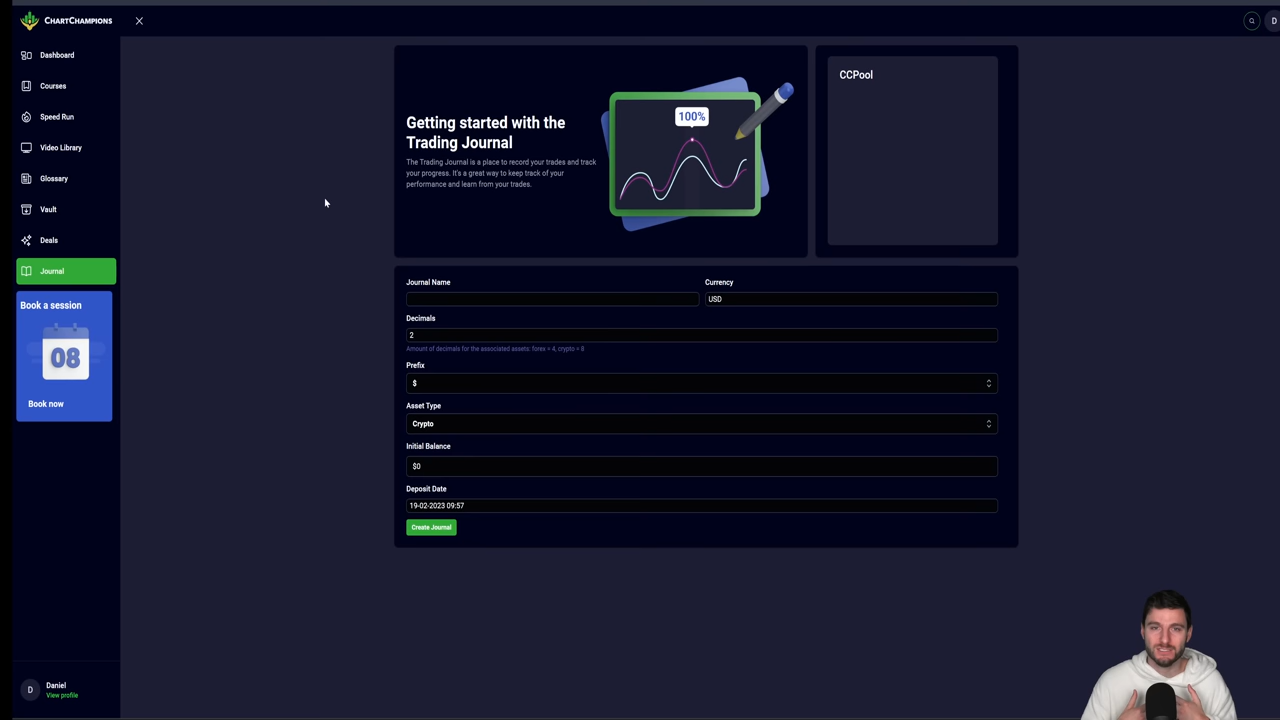 ChartChampions
D
Dashboard
Courses
Speed Run
Video Library
Glossary
Vault
Deals
Journal
Book a session
08
Book now
Daniel
D
View profile
Getting started with the
Trading Journal
The Trading Journal is a place to record your trades and track
your progress. It's a great way to keep track of your
performance and learn from your trades.
100%
CCPool
Journal Name
Currency
USD
Decimals
2
Amount of decimals for the associated assets: forex = 4, crypto = 8
Prefix
$
Asset Type
Crypto
Initial Balance
$0
Deposit Date
19-02-2023 09:57
Create Journal